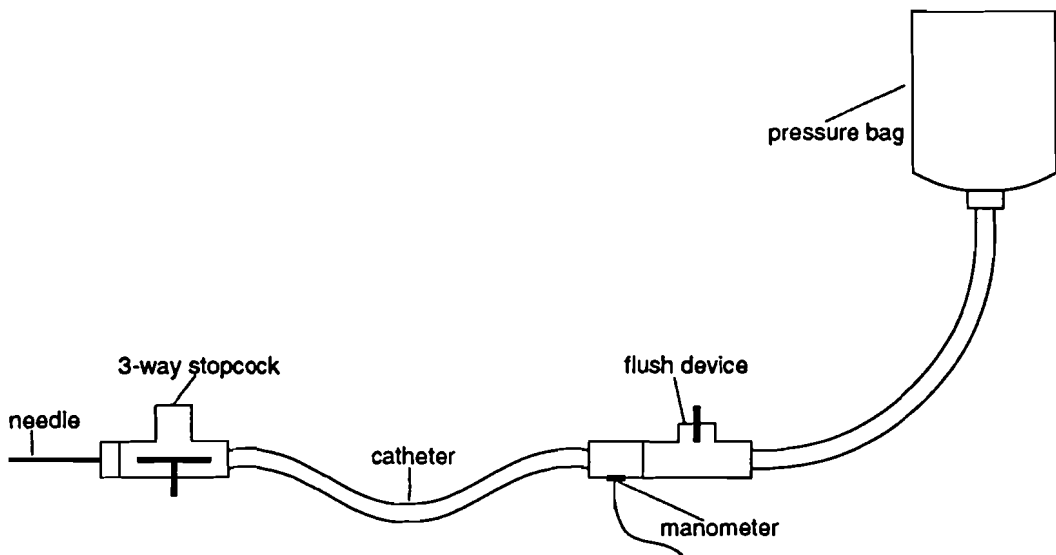 pressure bag
3-way stopcock
flush device
needle
catheter
manometer